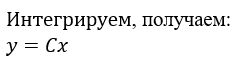 Интегрируем, получаем:
𝑦 = 𝐶𝑥